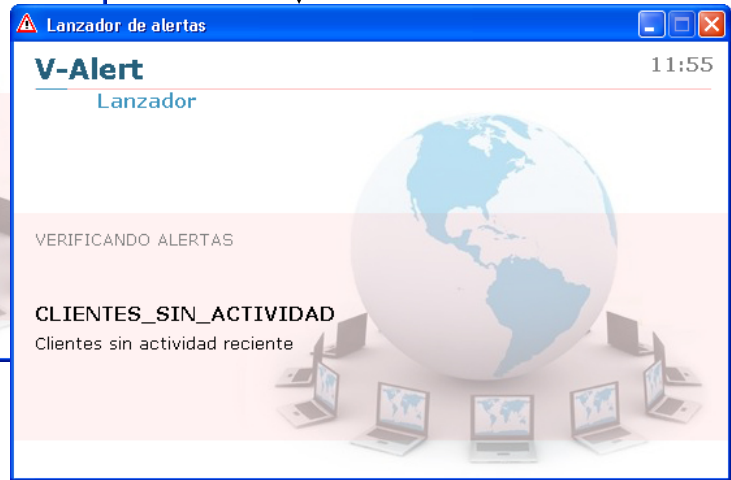 Lanzador de alertas
V-Alert
11:55
Lanzador
VERIFICANDO ALERTAS
CLIENTES_SIN_ACTIVIDAD
Clientes sin actividad reciente